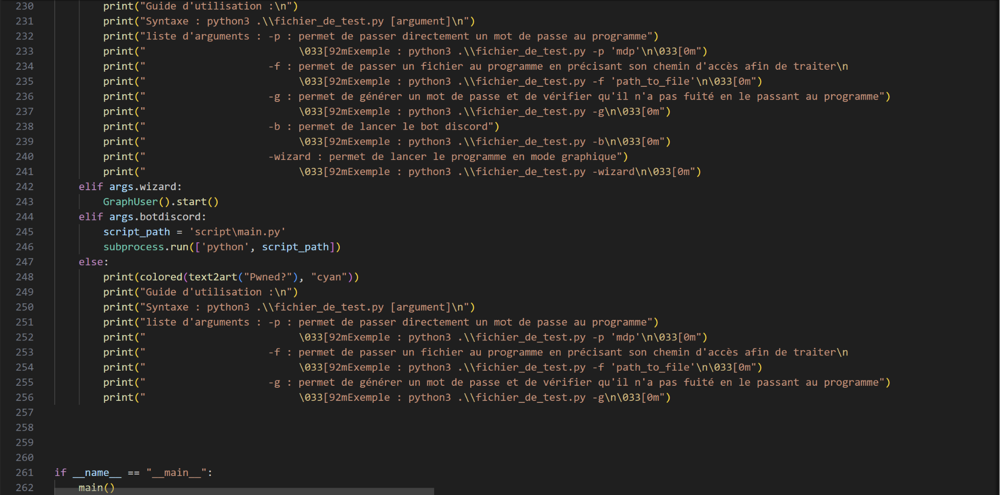 230 print("Guide d'utilisation :\n")
231 print("Syntaxe : python3 .\\fichier_de_test.py [argument]\n")
232 print("liste d'arguments : -p : permet de passer directement un mot de passe au programme")
233 print("                         \033[92mExemple : python3 .\\fichier_de_test.py -p 'mdp'\n\033[0m")
234 print("                    -f : permet de passer un fichier au programme en précisant son chemin d'accès afin de traiter\n
235 print("                         \033[92mExemple : python3 .\\fichier_de_test.py -f 'path_to_file'\n\033[0m")
236 print("                    -g : permet de générer un mot de passe et de vérifier qu'il n'a pas fuité en le passant au programme")
237 print("                         \033[92mExemple : python3 .\\fichier_de_test.py -g\n\033[0m")
238 print("                    -b : permet de lancer le bot discord")
239 print("                         \033[92mExemple : python3 .\\fichier_de_test.py -b\n\033[0m")
240 print("                    -wizard : permet de lancer le programme en mode graphique")
241 print("                         \033[92mExemple : python3 .\\fichier_de_test.py -wizard\n\033[0m")
242 elif args.wizard:
243 GraphUser().start()
244 elif args.botdiscord:
245 script_path = 'script\main.py'
246 subprocess.run(['python', script_path])
247 else:
248 print(colored(text2art("Pwned?"), "cyan"))
249 print("Guide d'utilisation :\n")
250 print("Syntaxe : python3 .\\fichier_de_test.py [argument]\n")
251 print("liste d'arguments : -p : permet de passer directement un mot de passe au programme")
252 print("                         \033[92mExemple : python3 .\\fichier_de_test.py -p 'mdp'\n\033[0m")
253 print("                    -f : permet de passer un fichier au programme en précisant son chemin d'accès afin de traiter\n
254 print("                         \033[92mExemple : python3 .\\fichier_de_test.py -f 'path_to_file'\n\033[0m")
255 print("                    -g : permet de générer un mot de passe et de vérifier qu'il n'a pas fuité en le passant au programme")
256 print("                         \033[92mExemple : python3 .\\fichier_de_test.py -g\n\033[0m")
257
258
259
260
261 if __name__ == "__main__":
262 main()